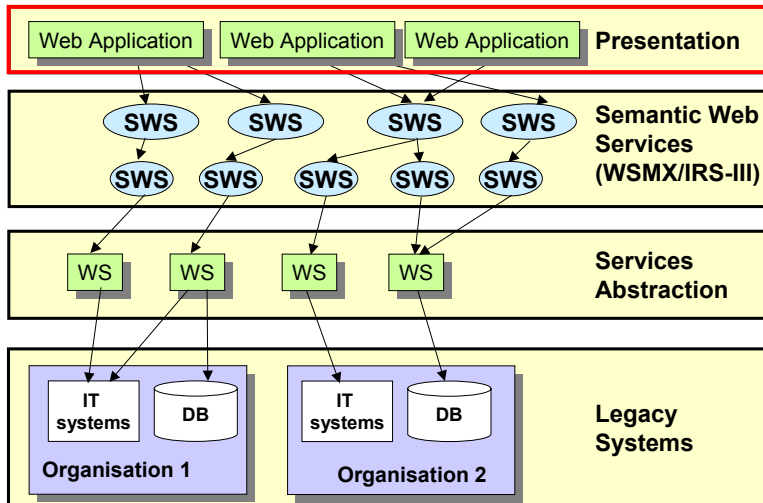 Web Application
Web Application
Web Application
Presentation
SWS
SWS
SWS
SWS
SWS
SWS
SWS
SWS
SWS
Semantic Web
Services
(WSMX/IRS-III)
WS
WS
WS
WS
Services
Abstraction
IT
systems
DB
Organisation 1
IT
systems
DB
Organisation 2
Legacy
Systems